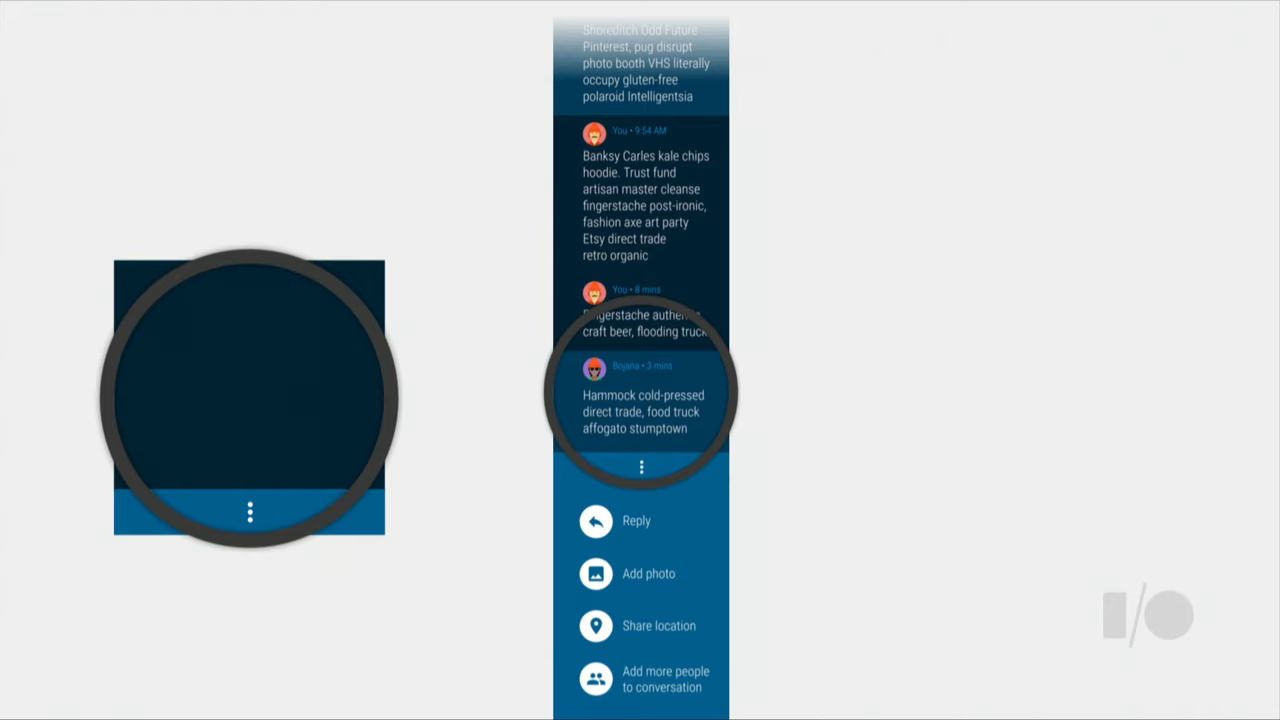 Shoreditch Odd Future
Pinterest, pug disrupt
photo booth VHS literally
occupy gluten-free
polaroid Intelligentsia
You • 9:54 AM
Banksy Carles kale chips
hoodie. Trust fund
artisan master cleanse
fingerstache post-ironic,
fashion axe art party
Etsy direct trade
retro organic
You • 8 mins
Fingerstache authentic
craft beer, flooding truck
Bojana • 3 mins
Hammock cold-pressed
direct trade, food truck
affogato stumptown
Reply
Add photo
Share location
Add more people
to conversation
I/O